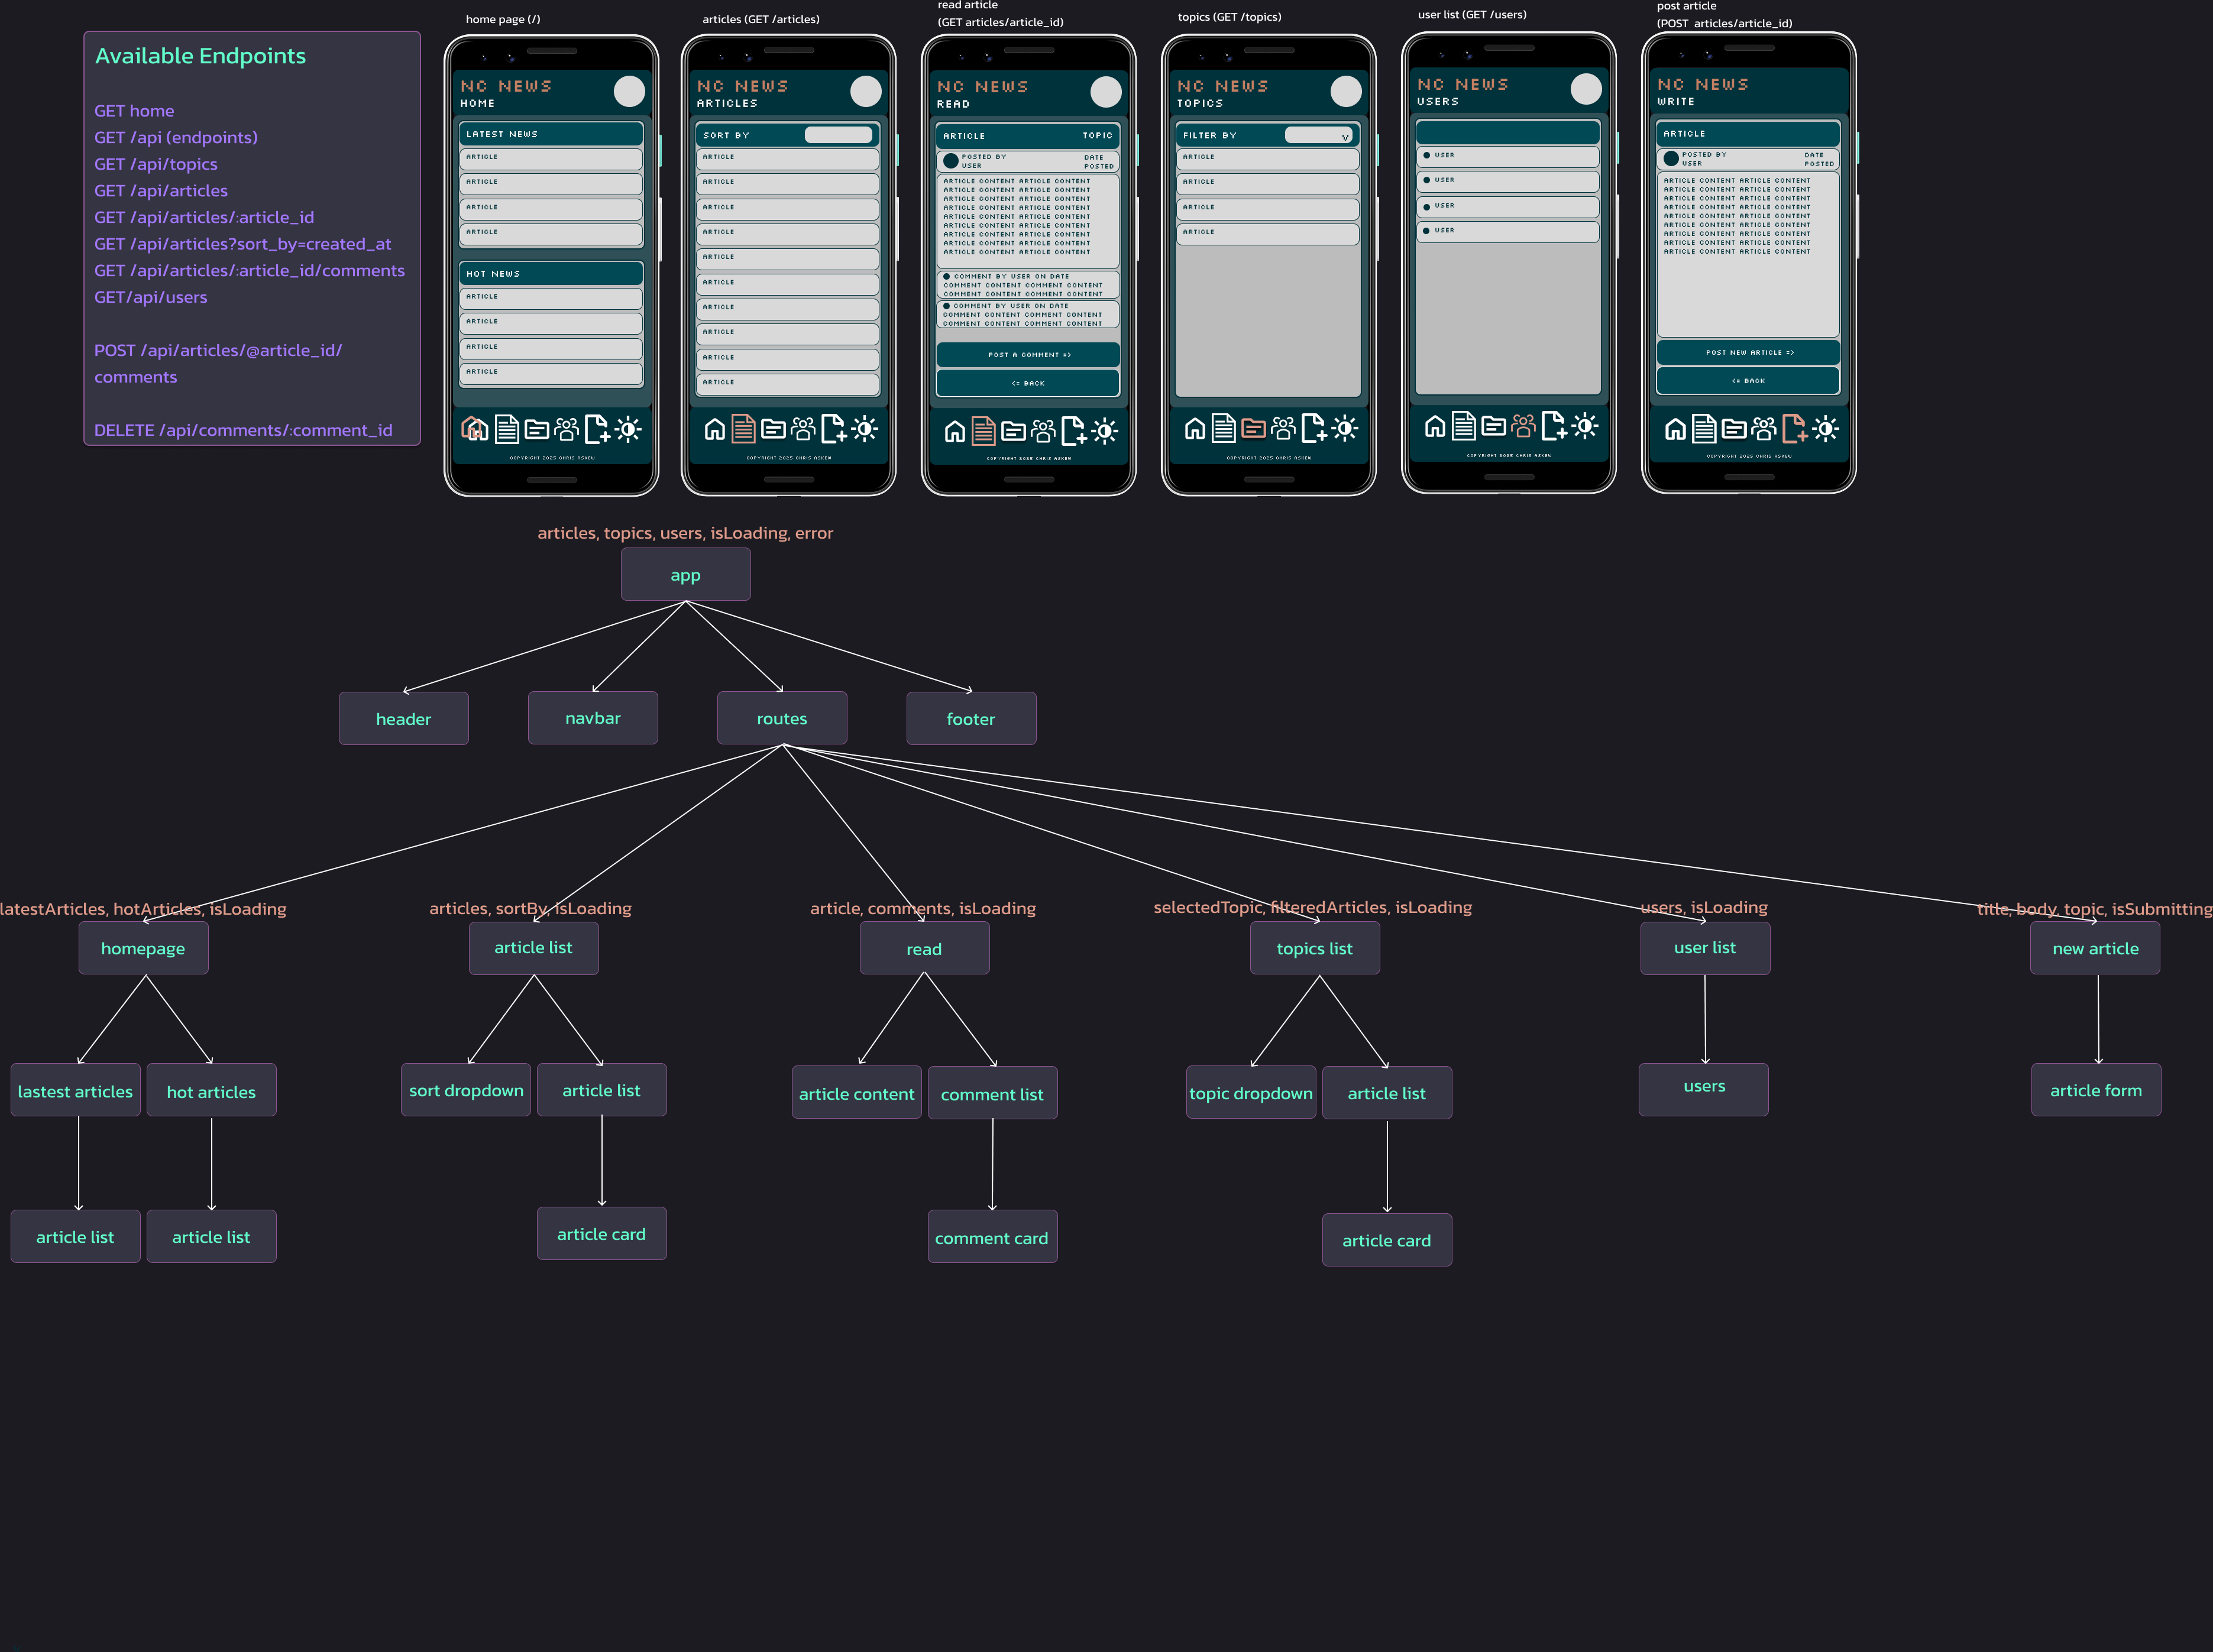 Available Endpoints
GET home
GET /api (endpoints)
GET /api/topics
GET /api/articles
GET /api/articles/:article_id
GET /api/articles?sort_by=created_at
GET /api/articles/:article_id/comments
GET/api/users
POST /api/articles/@article_id/
comments
DELETE /api/comments/:comment_id
home page (/)
NC NEWS
HOME
LATEST NEWS
ARTICLE
ARTICLE
ARTICLE
ARTICLE
HOT NEWS
ARTICLE
ARTICLE
ARTICLE
ARTICLE
COPYRIGHT 2025 CHRIS ASKEW
articles (GET /articles)
NC NEWS
ARTICLES
SORT BY
ARTICLE
ARTICLE
ARTICLE
ARTICLE
ARTICLE
ARTICLE
ARTICLE
ARTICLE
ARTICLE
ARTICLE
COPYRIGHT 2025 CHRIS ASKEW
read article
(GET articles/article_id)
NC NEWS
READ
ARTICLE TOPIC
POSTED BY DATE
USER POSTED
ARTICLE CONTENT ARTICLE CONTENT
ARTICLE CONTENT ARTICLE CONTENT
ARTICLE CONTENT ARTICLE CONTENT
ARTICLE CONTENT ARTICLE CONTENT
ARTICLE CONTENT ARTICLE CONTENT
ARTICLE CONTENT ARTICLE CONTENT
ARTICLE CONTENT ARTICLE CONTENT
ARTICLE CONTENT ARTICLE CONTENT
ARTICLE CONTENT ARTICLE CONTENT
COMMENT BY USER ON DATE
COMMENT CONTENT COMMENT CONTENT
COMMENT CONTENT COMMENT CONTENT
COMMENT BY USER ON DATE
COMMENT CONTENT COMMENT CONTENT
COMMENT CONTENT COMMENT CONTENT
POST A COMMENT =>
<= BACK
COPYRIGHT 2025 CHRIS ASKEW
topics (GET /topics)
NC NEWS
TOPICS
FILTER BY V
ARTICLE
ARTICLE
ARTICLE
ARTICLE
COPYRIGHT 2025 CHRIS ASKEW
user list (GET /users)
NC NEWS
USERS
USER
USER
USER
USER
COPYRIGHT 2025 CHRIS ASKEW
post article
(POST articles/article_id)
NC NEWS
WRITE
ARTICLE
POSTED BY DATE
USER POSTED
ARTICLE CONTENT ARTICLE CONTENT
ARTICLE CONTENT ARTICLE CONTENT
ARTICLE CONTENT ARTICLE CONTENT
ARTICLE CONTENT ARTICLE CONTENT
ARTICLE CONTENT ARTICLE CONTENT
ARTICLE CONTENT ARTICLE CONTENT
ARTICLE CONTENT ARTICLE CONTENT
ARTICLE CONTENT ARTICLE CONTENT
ARTICLE CONTENT ARTICLE CONTENT
POST NEW ARTICLE =>
<= BACK
COPYRIGHT 2025 CHRIS ASKEW
articles, topics, users, isLoading, error
app
header
navbar
routes
footer
latestArticles, hotArticles, isLoading
articles, sortBy, isLoading
article, comments, isLoading
selectedTopic, filteredArticles, isLoading
users, isLoading
title, body, topic, isSubmitting
homepage
article list
read
topics list
user list
new article
lastest articles
hot articles
sort dropdown
article list
article content
comment list
topic dropdown
article list
users
article form
article list
article list
article card
comment card
article card